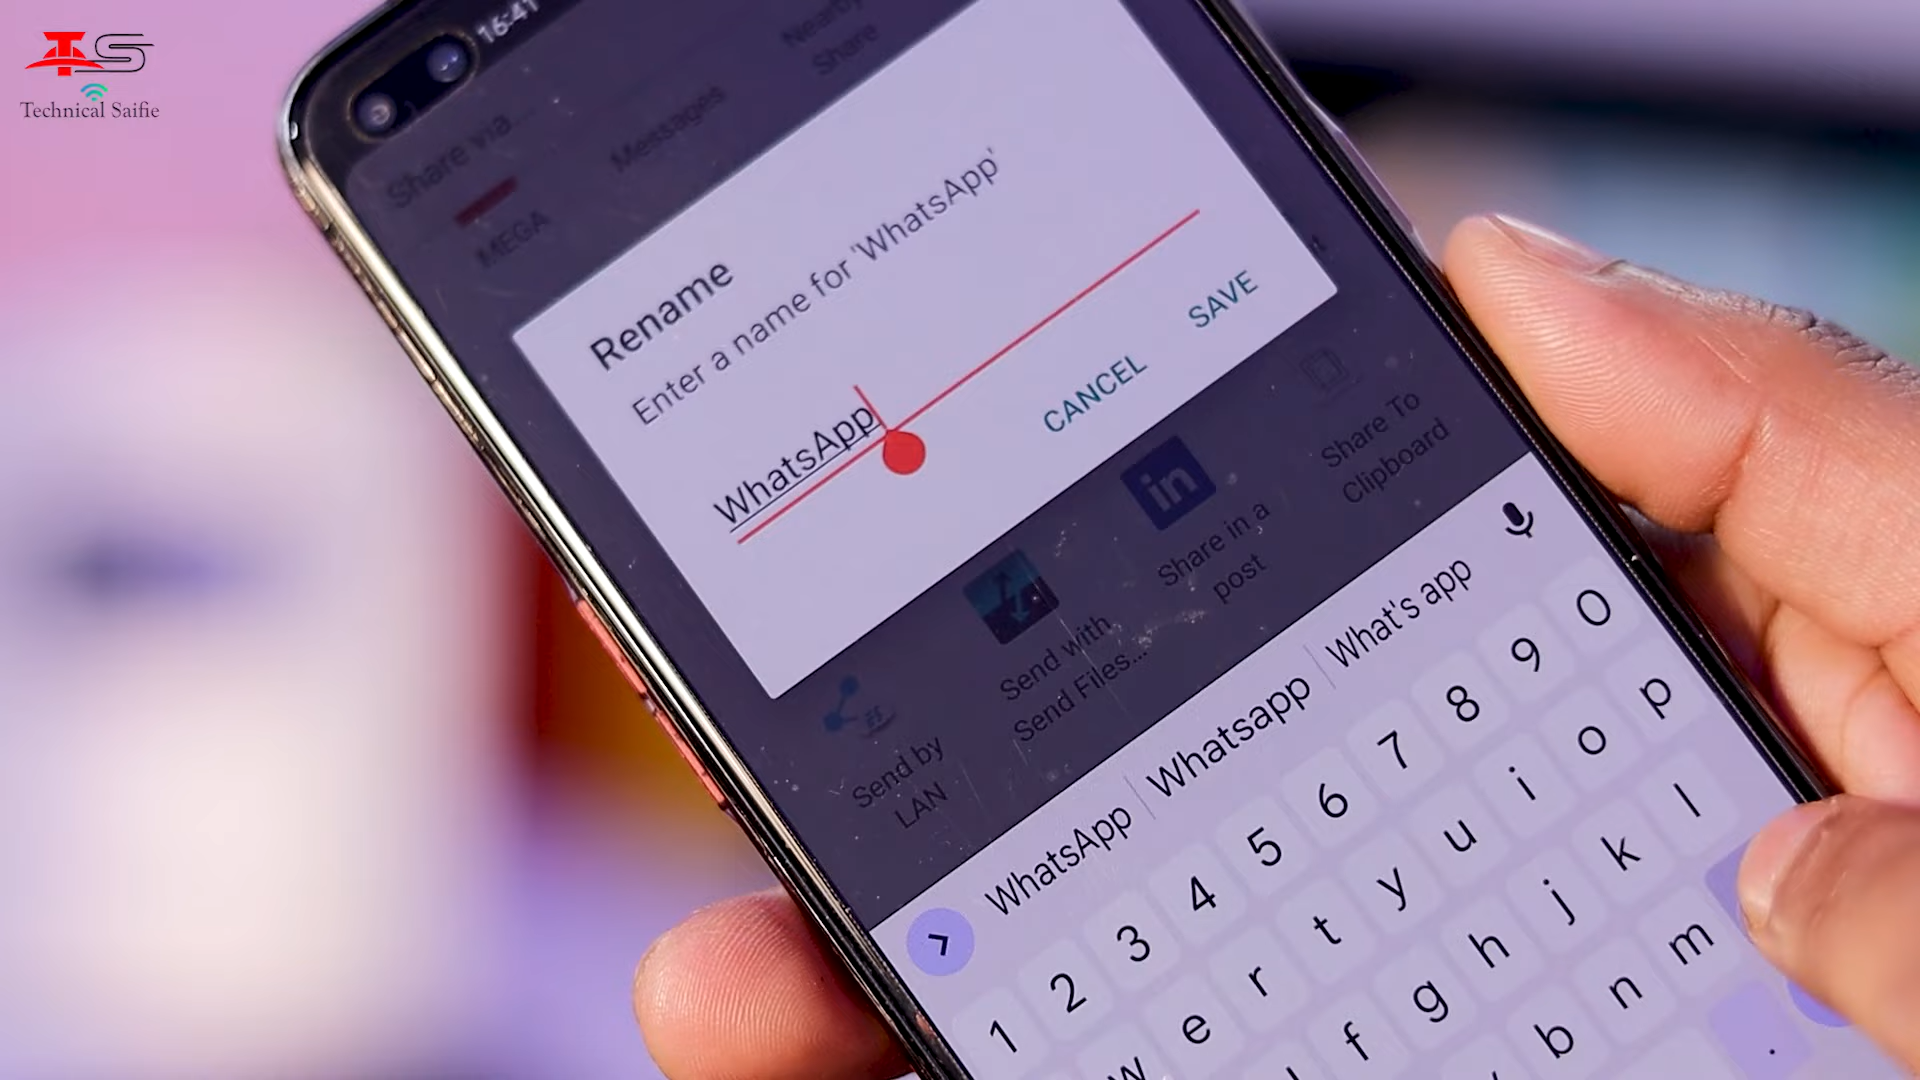 TS
Technical Saifie
16:41
Share via...
Nearby
Share
Messages
MEGA
Rename
Enter a name for 'WhatsApp'
WhatsApp
CANCEL
SAVE
Share To
Clipboard
in
Share in a
post
Send with
Send Files...
Send by
LAN
WhatsApp
Whatsapp
What's app
1 2 3 4 5 6 7 8 9 0
w e r t y u i o p
f g h j k l
b n m
.